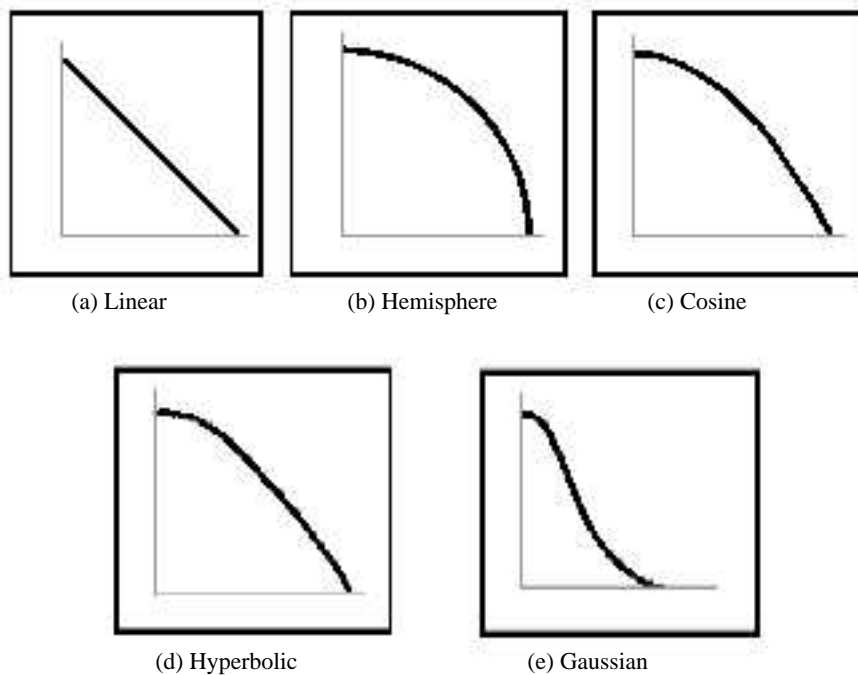 (a) Linear
(b) Hemisphere
(c) Cosine
(d) Hyperbolic
(e) Gaussian